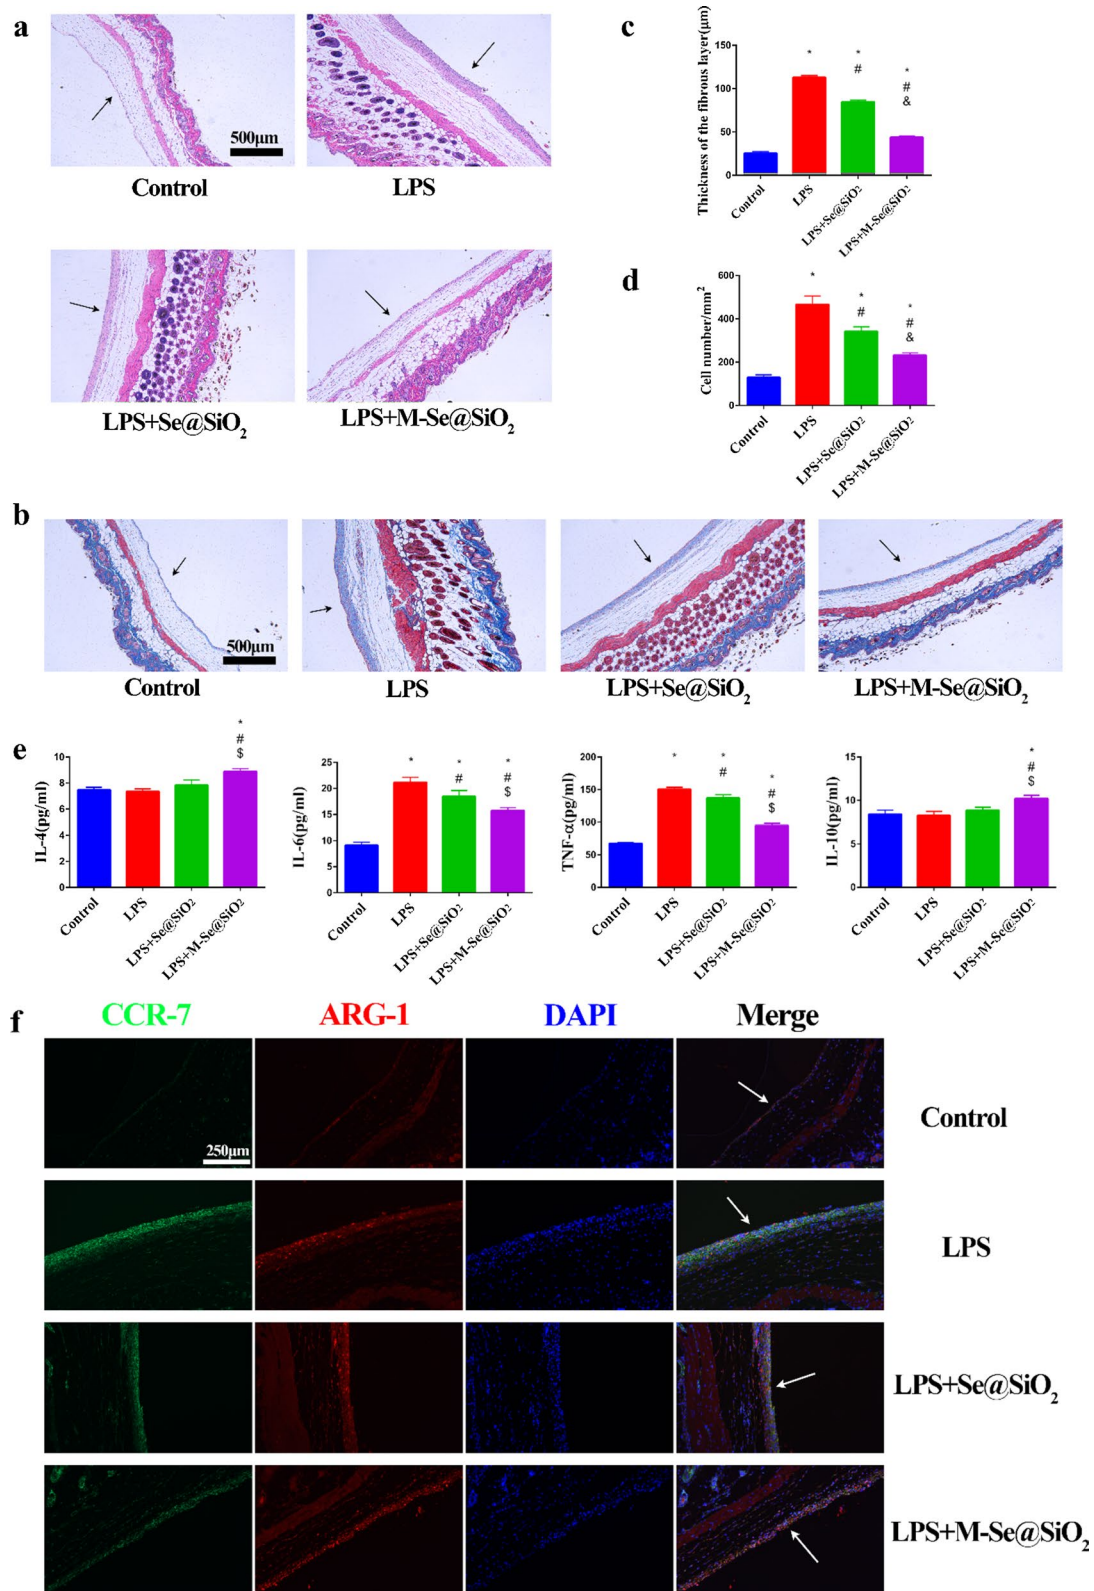 a
500μm
Control
LPS
LPS+Se@SiO₂
LPS+M-Se@SiO₂
c
Thickness of the fibrous layer(μm)
150
100
50
0
*
*
#
*
#
&
Control
LPS
LPS+Se@SiO₂
LPS+M-Se@SiO₂
d
Cell number/mm²
600
400
200
0
*
*
#
*
#
&
Control
LPS
LPS+Se@SiO₂
LPS+M-Se@SiO₂
b
500μm
Control
LPS
LPS+Se@SiO₂
LPS+M-Se@SiO₂
e
IL-4(pg/ml)
10
8
6
4
2
0
*
#
$
Control
LPS
LPS+Se@SiO₂
LPS+M-Se@SiO₂
IL-6(pg/ml)
25
20
15
10
5
0
*
*
#
*
#
$
Control
LPS
LPS+Se@SiO₂
LPS+M-Se@SiO₂
TNF-α(pg/ml)
200
150
100
50
0
*
*
#
*
#
$
Control
LPS
LPS+Se@SiO₂
LPS+M-Se@SiO₂
IL-10(pg/ml)
15
10
5
0
*
#
$
Control
LPS
LPS+Se@SiO₂
LPS+M-Se@SiO₂
f
CCR-7 ARG-1 DAPI Merge
250μm
Control
LPS
LPS+Se@SiO₂
LPS+M-Se@SiO₂